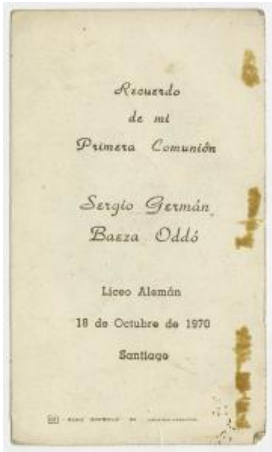 Recuerdo
de mi
Primera Comunión
Sergio Germán
Baeza Oddó
Liceo Alemán
18 de Octubre de 1970
Santiago